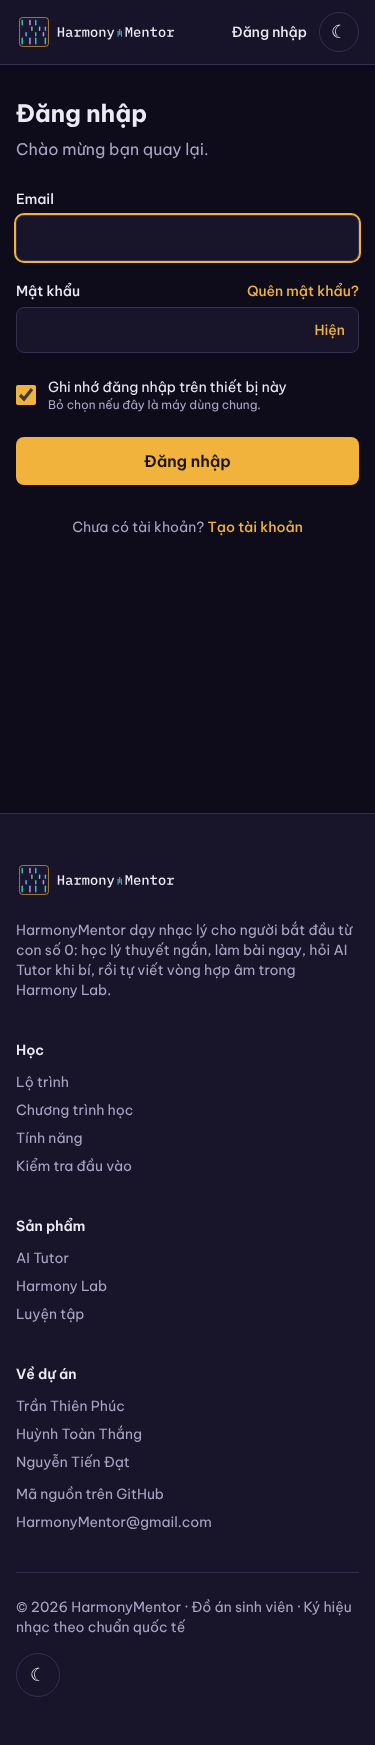 HarmonyMentor
Đăng nhập
Đăng nhập
Chào mừng bạn quay lại.
Email
Mật khẩu
Quên mật khẩu?
Hiện
Ghi nhớ đăng nhập trên thiết bị này
Bỏ chọn nếu đây là máy dùng chung.
Đăng nhập
Chưa có tài khoản? Tạo tài khoản
HarmonyMentor
HarmonyMentor dạy nhạc lý cho người bắt đầu từ
con số 0: học lý thuyết ngắn, làm bài ngay, hỏi AI
Tutor khi bí, rồi tự viết vòng hợp âm trong
Harmony Lab.
Học
Lộ trình
Chương trình học
Tính năng
Kiểm tra đầu vào
Sản phẩm
AI Tutor
Harmony Lab
Luyện tập
Về dự án
Trần Thiên Phúc
Huỳnh Toàn Thắng
Nguyễn Tiến Đạt
Mã nguồn trên GitHub
HarmonyMentor@gmail.com
© 2026 HarmonyMentor · Đồ án sinh viên · Ký hiệu
nhạc theo chuẩn quốc tế